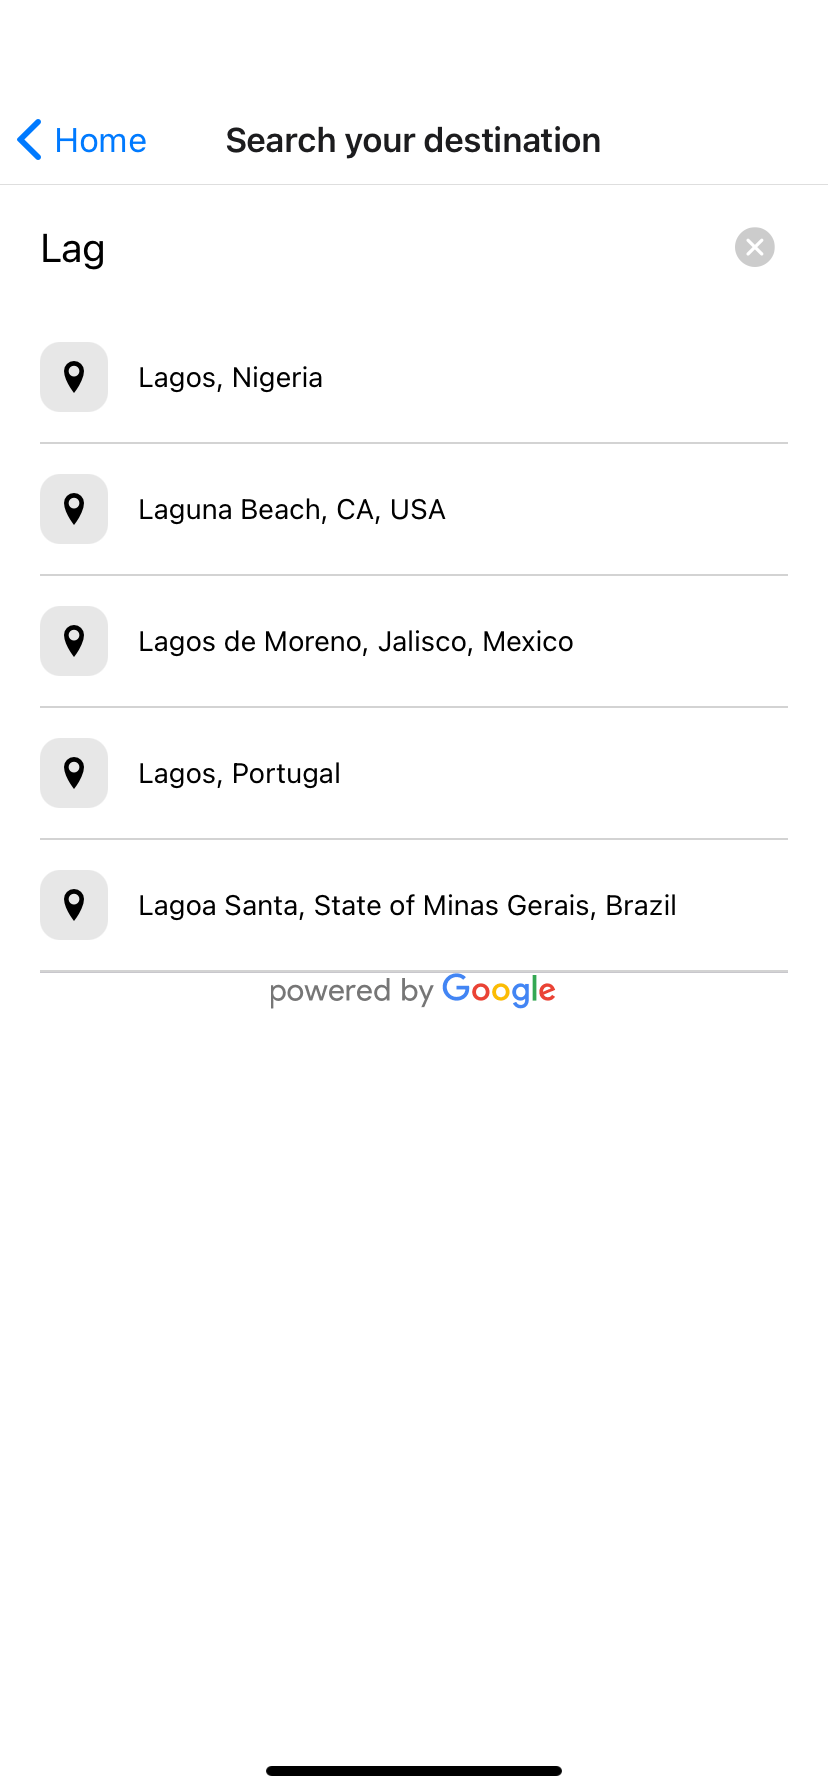 Home
Search your destination
Lag
Lagos, Nigeria
Laguna Beach, CA, USA
Lagos de Moreno, Jalisco, Mexico
Lagos, Portugal
Lagoa Santa, State of Minas Gerais, Brazil
powered by Google